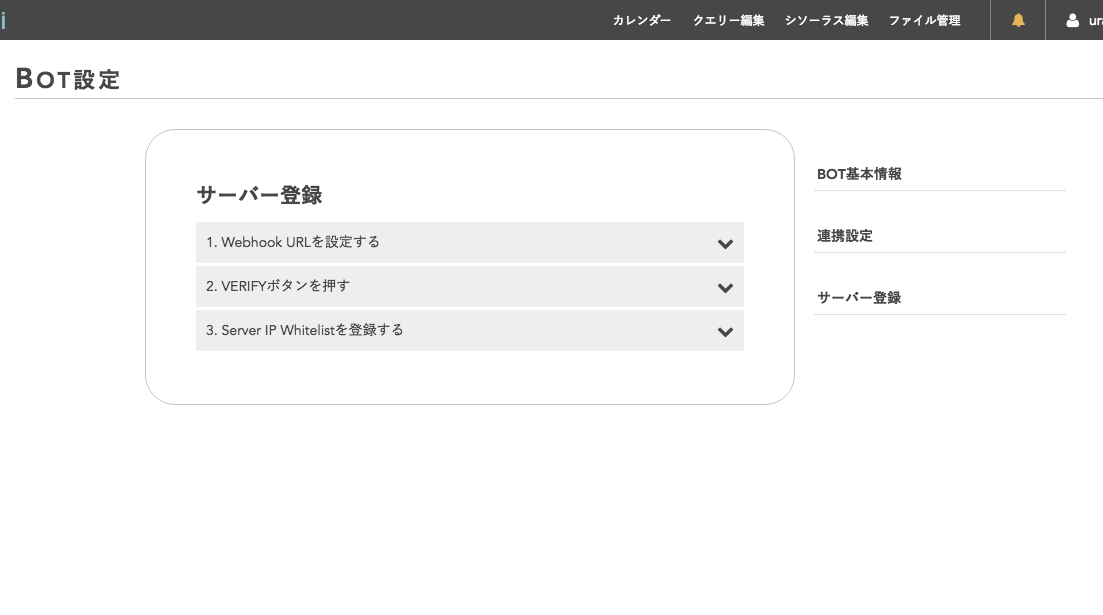 i
カレンダー クエリー編集 シソーラス編集 ファイル管理
BOT設定
サーバー登録
1. Webhook URLを設定する
2. VERIFYボタンを押す
3. Server IP Whitelistを登録する
BOT基本情報
連携設定
サーバー登録